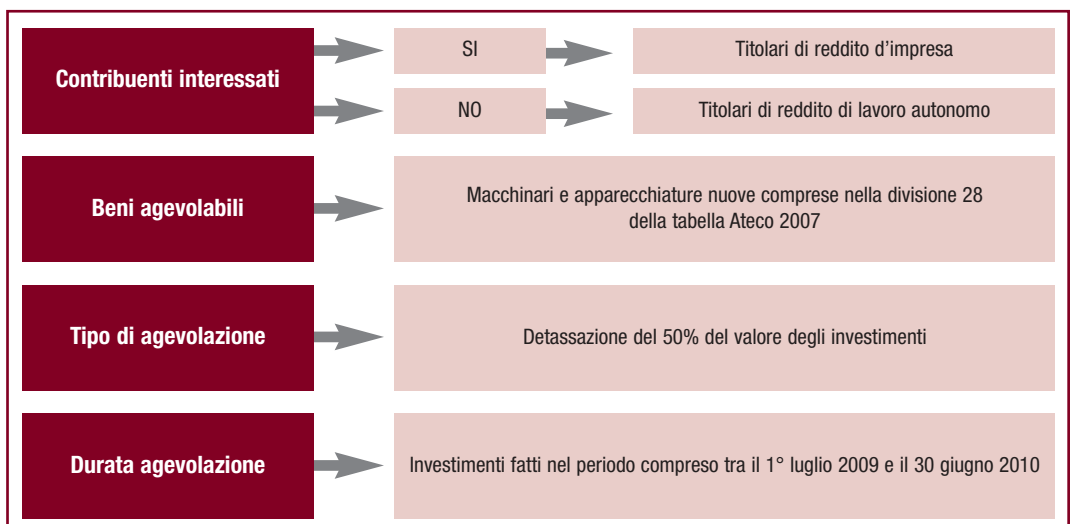 Contribuenti interessati
SI
Titolari di reddito d’impresa
NO
Titolari di reddito di lavoro autonomo
Beni agevolabili
Macchinari e apparecchiature nuove comprese nella divisione 28
della tabella Ateco 2007
Tipo di agevolazione
Detassazione del 50% del valore degli investimenti
Durata agevolazione
Investimenti fatti nel periodo compreso tra il 1° luglio 2009 e il 30 giugno 2010